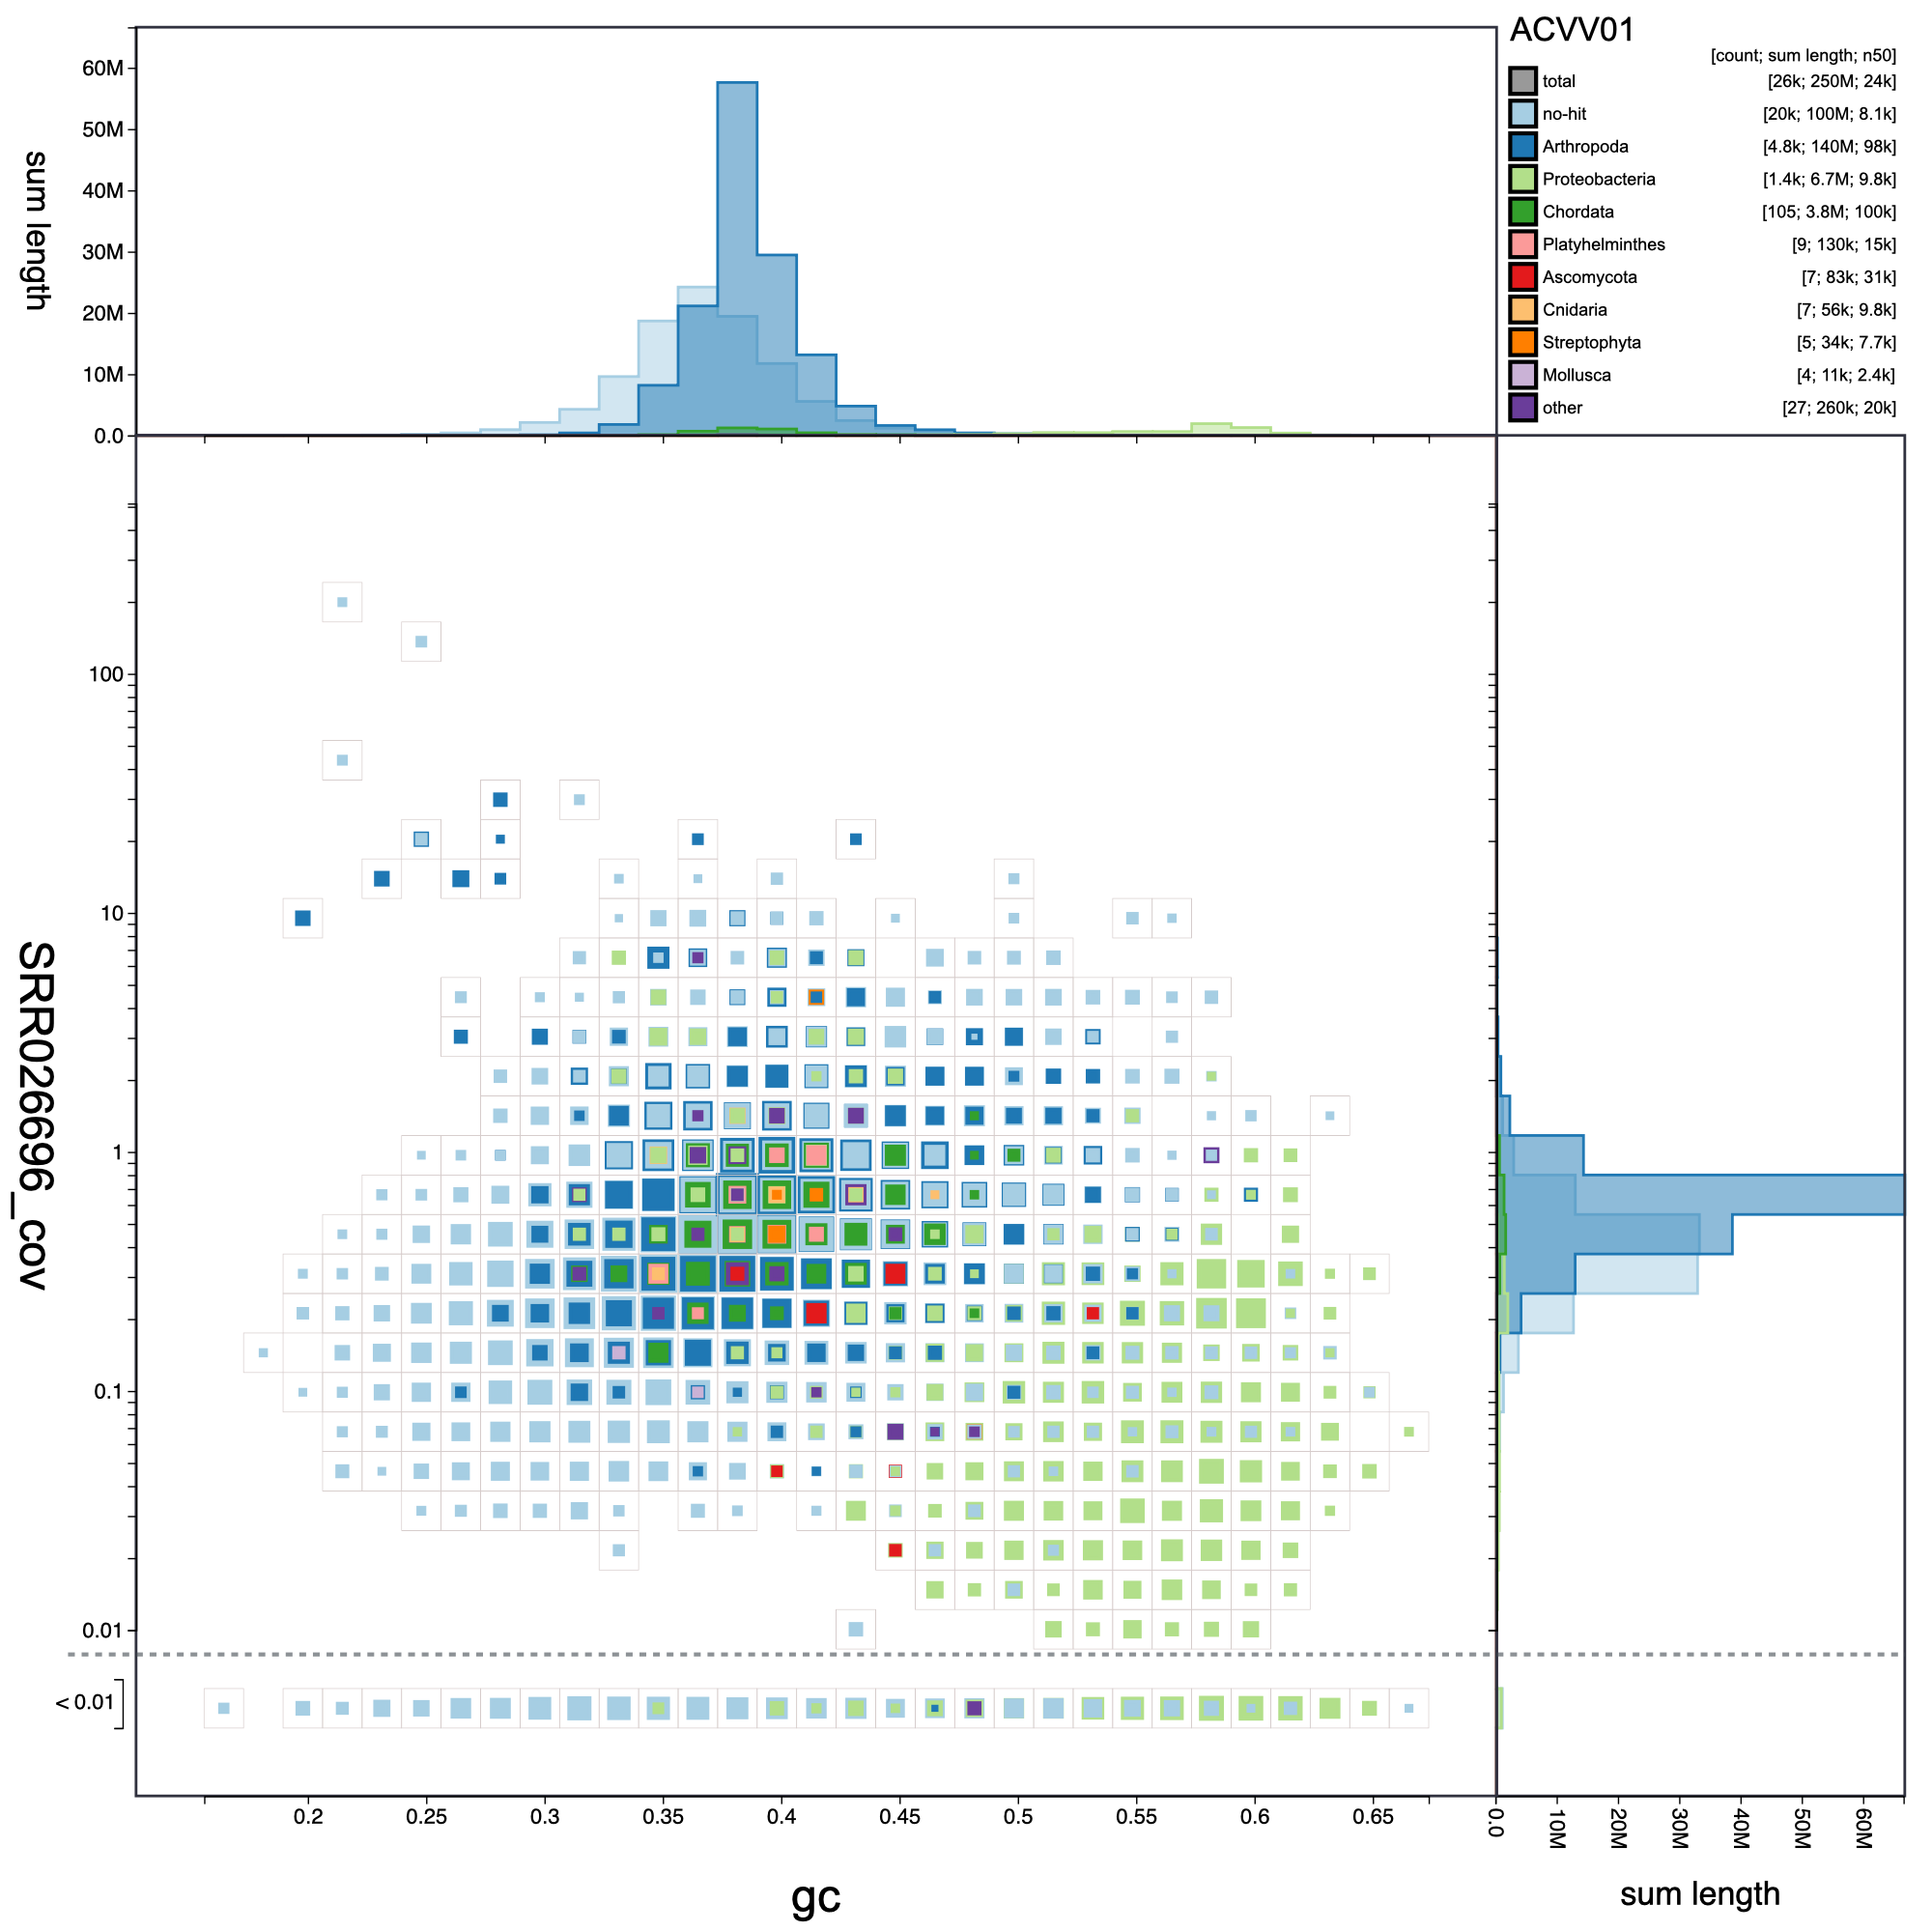 ACVV01
[count; sum length; n50]
total [26k; 250M; 24k]
no-hit [20k; 100M; 8.1k]
Arthropoda [4.8k; 140M; 98k]
Proteobacteria [1.4k; 6.7M; 9.8k]
Chordata [105; 3.8M; 100k]
Platyhelminthes [9; 130k; 15k]
Ascomycota [7; 83k; 31k]
Cnidaria [7; 56k; 9.8k]
Streptophyta [5; 34k; 7.7k]
Mollusca [4; 11k; 2.4k]
other [27; 260k; 20k]
sum length
60M
50M
40M
30M
20M
10M
0.0
SRR026696_cov
100
10
1
0.1
0.01
< 0.01
0.2 0.25 0.3 0.35 0.4 0.45 0.5 0.55 0.6 0.65
gc
0.0 10M 20M 30M 40M 50M 60M
sum length